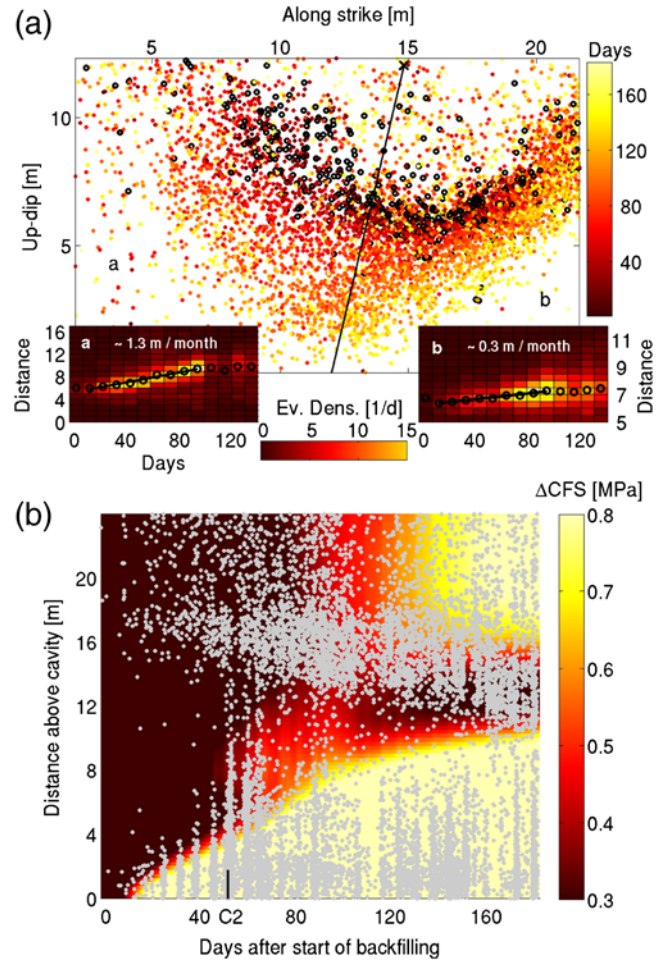 (a)
Along strike [m]
5 10 15 20
Days
Up-dip [m]
10
5
160
120
80
40
a
b
a ~ 1.3 m / month
Distance
16
12
8
4
0
0 40 80 120
Days
Ev. Dens. [1/d]
0 5 10 15
b ~ 0.3 m / month
11
9
7
5
Distance
0 40 80 120
(b)
ΔCFS [MPa]
Distance above cavity [m]
20
16
12
8
4
0
0 40 C2 80 120 160
Days after start of backfilling
0.8
0.7
0.6
0.5
0.4
0.3